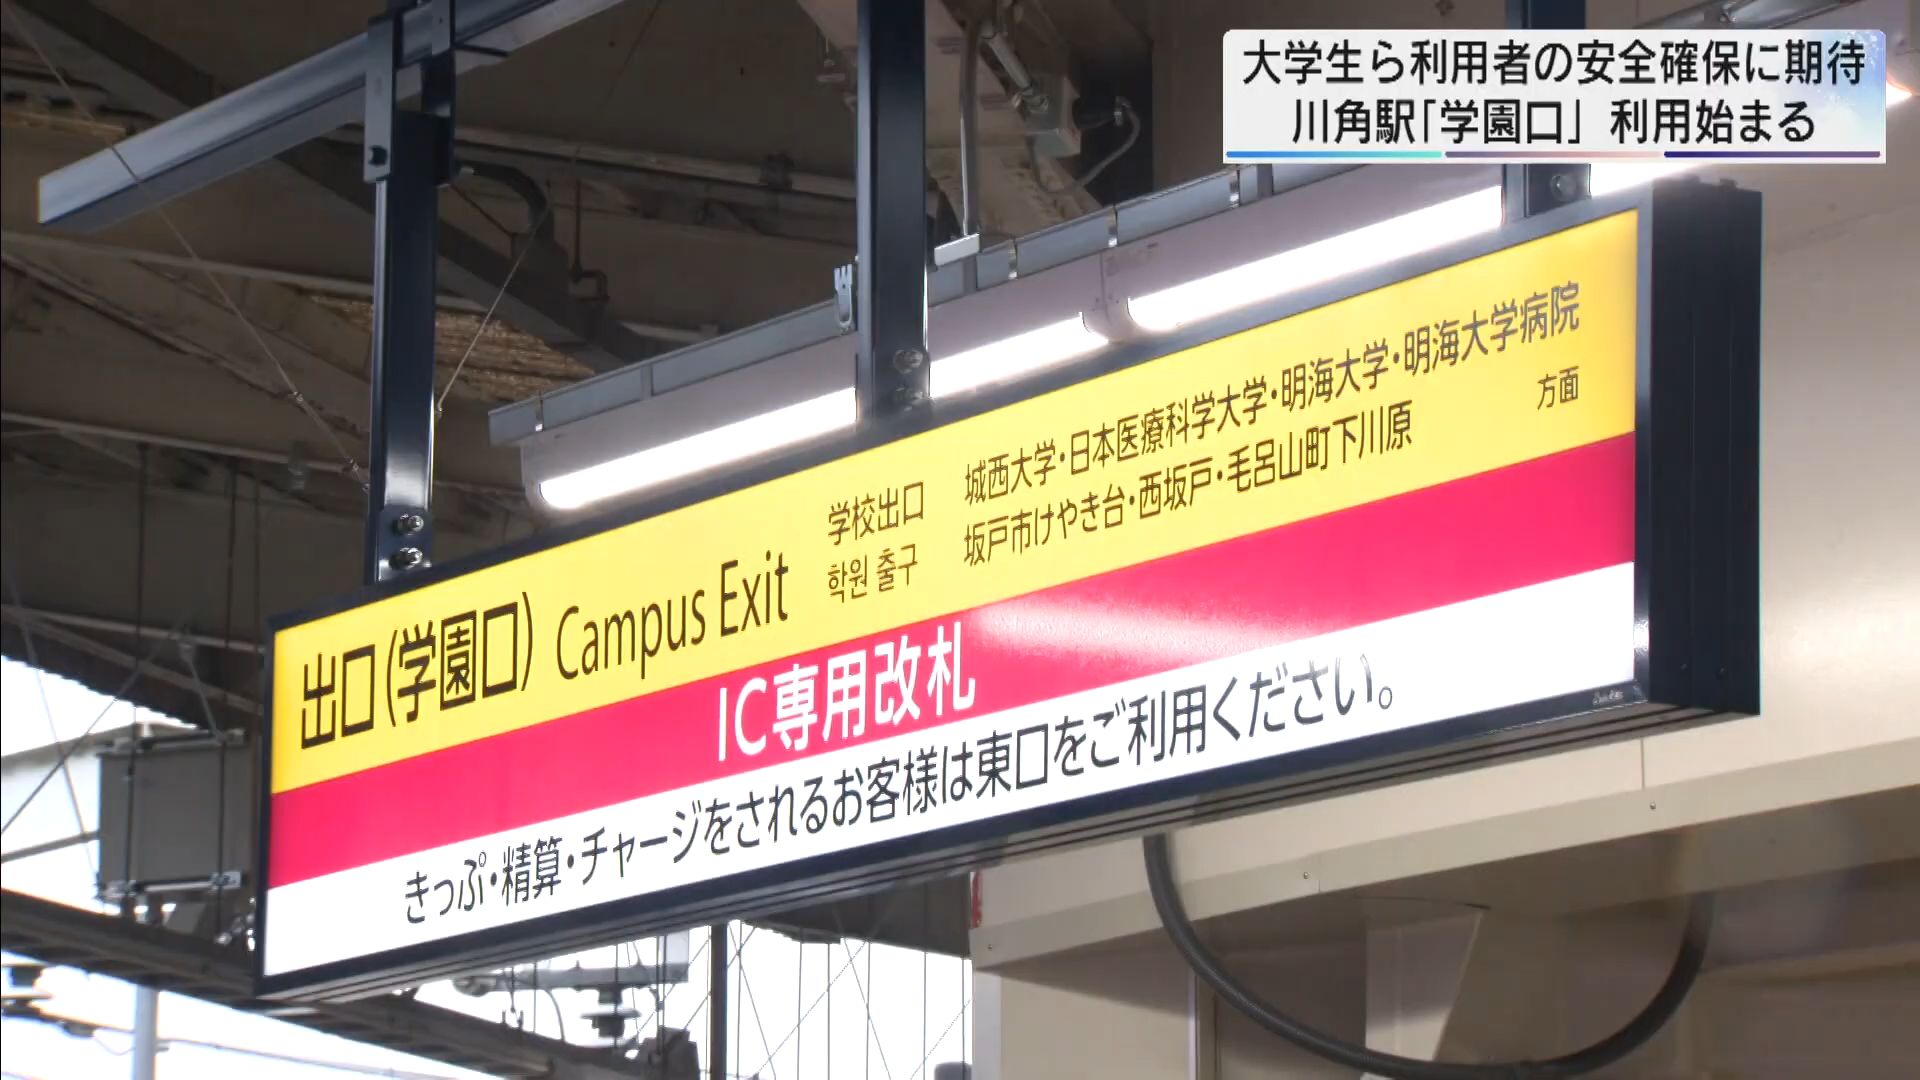 大学生ら利用者の安全確保に期待
川角駅「学園口」 利用始まる
出口(学園口) Campus Exit
学校出口
학원 출구
城西大学・日本医療科学大学・明海大学・明海大学病院
坂戸市けやき台・西坂戸・毛呂山町下川原
方面
IC専用改札
きっぷ・精算・チャージをされるお客様は東口をご利用ください。